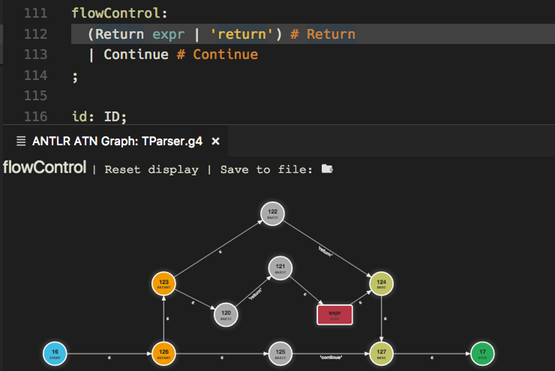 111 flowControl:
112 (Return expr | 'return') # Return
113 | Continue # Continue
114 ;
115
116 id: ID;
ANTLR ATN Graph: TParser.g4 ×
flowControl | Reset display | Save to file:
122
BASIC
ε
'return'
123
121
124
ε
'return'
ε
ε
120
expr
ε
ε
16
ε
126
ε
125
'continue'
127
ε
17